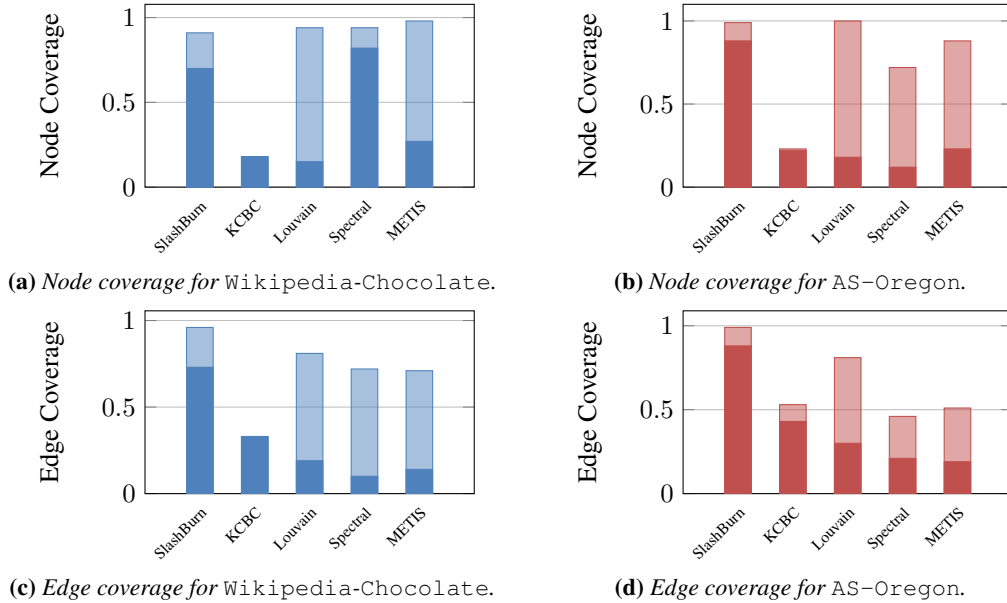 Node Coverage
1
0.5
0
SlashBurn
KCBC
Louvain
Spectral
METIS
(a) Node coverage for Wikipedia-Chocolate.
Node Coverage
1
0.5
0
SlashBurn
KCBC
Louvain
Spectral
METIS
(b) Node coverage for AS-Oregon.
Edge Coverage
1
0.5
0
SlashBurn
KCBC
Louvain
Spectral
METIS
(c) Edge coverage for Wikipedia-Chocolate.
Edge Coverage
1
0.5
0
SlashBurn
KCBC
Louvain
Spectral
METIS
(d) Edge coverage for AS-Oregon.